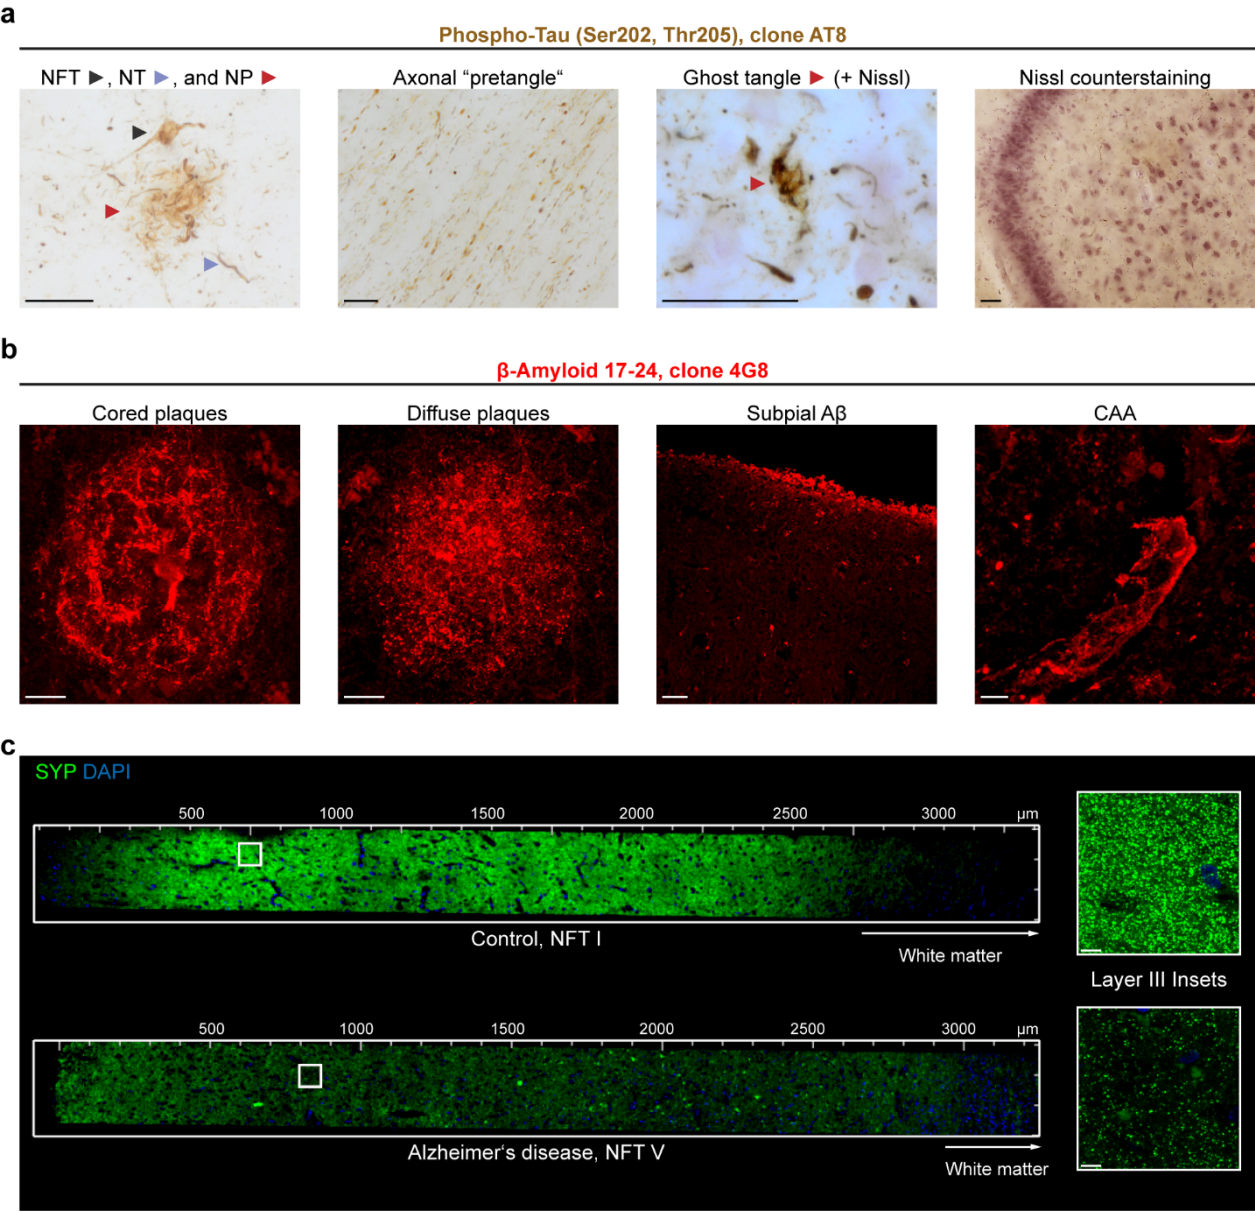 a
Phospho-Tau (Ser202, Thr205), clone AT8
NFT ▶, NT ▶, and NP ▶
Axonal “pretangle“
Ghost tangle ▶ (+ Nissl)
Nissl counterstaining
b
β-Amyloid 17-24, clone 4G8
Cored plaques
Diffuse plaques
Subpial Aβ
CAA
c
SYP DAPI
500 1000 1500 2000 2500 3000 µm
Control, NFT I
White matter
Layer III Insets
500 1000 1500 2000 2500 3000 µm
Alzheimer‘s disease, NFT V
White matter